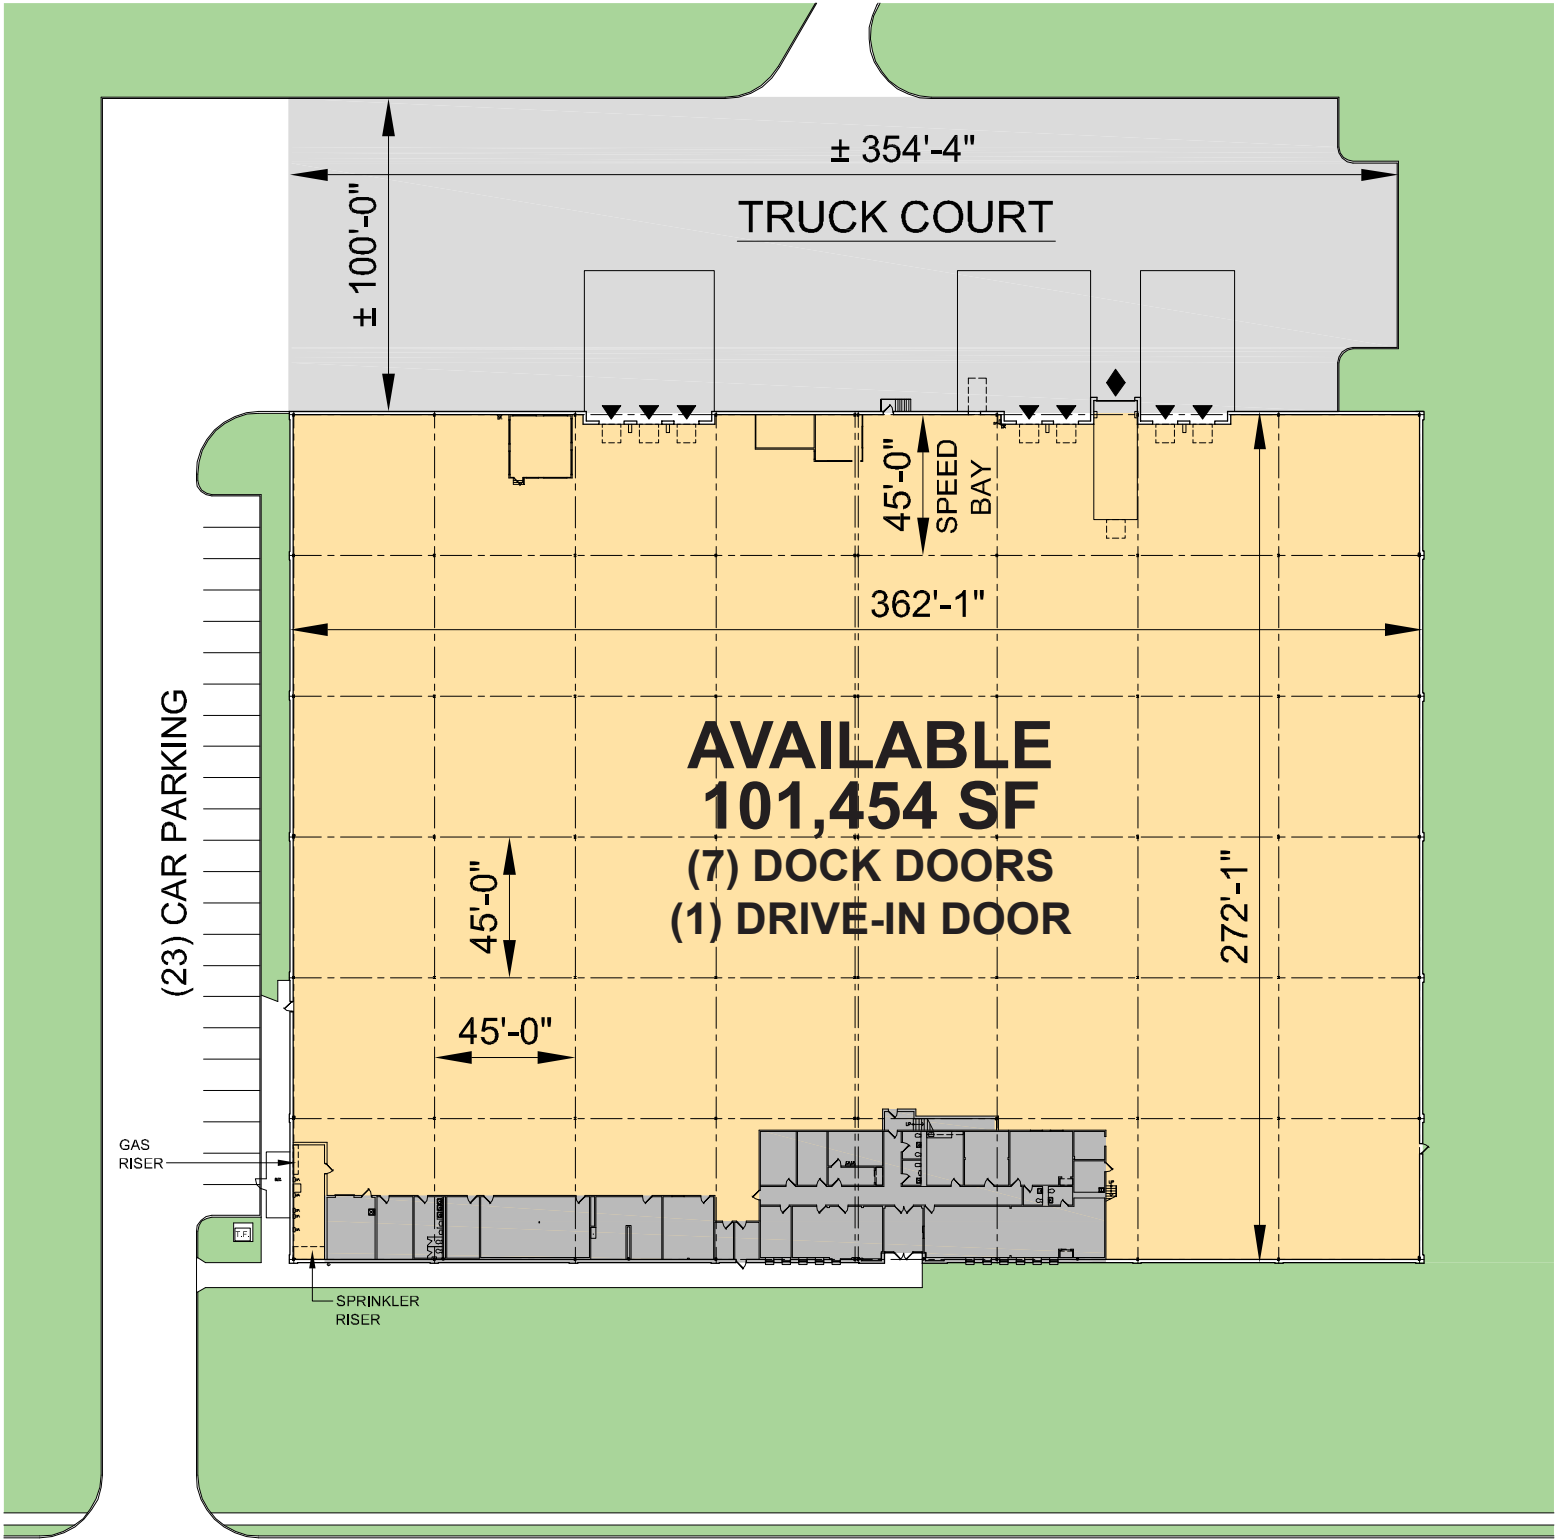 ± 354'-4"
TRUCK COURT
± 100'-0"
45'-0"
SPEED
BAY
362'-1"
(23) CAR PARKING
AVAILABLE
101,454 SF
(7) DOCK DOORS
(1) DRIVE-IN DOOR
45'-0"
272'-1"
45'-0"
GAS
RISER
T.F.
SPRINKLER
RISER